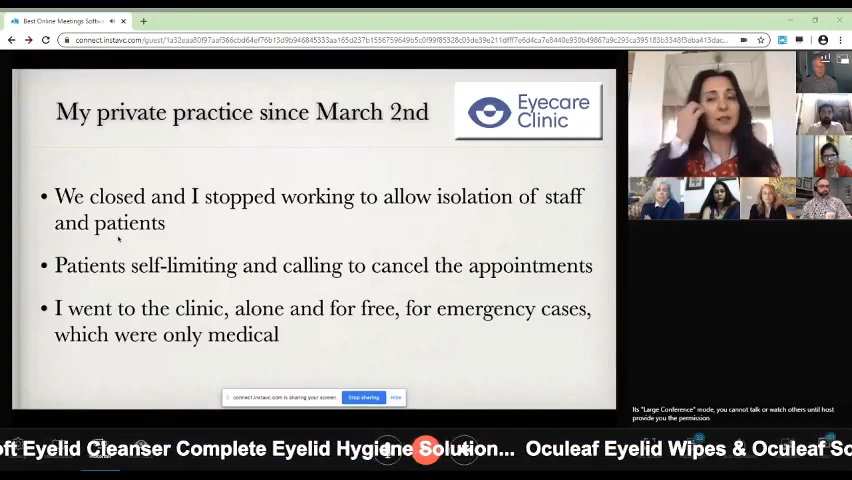 Best Online Meetings Softw
connect.instavc.com/guest/
My private practice since March 2nd
Eyecare
Clinic
• We closed and I stopped working to allow isolation of staff
and patients
• Patients self-limiting and calling to cancel the appointments
• I went to the clinic, alone and for free, for emergency cases,
which were only medical
connect.instavc.com is sharing your screen.
Stop sharing
Hide
Its "Large Conference" mode, you cannot talk or watch others until host
provide you the permission
oft Eyelid Cleanser Complete Eyelid Hygiene Solution... Oculeaf Eyelid Wipes & Oculeaf So